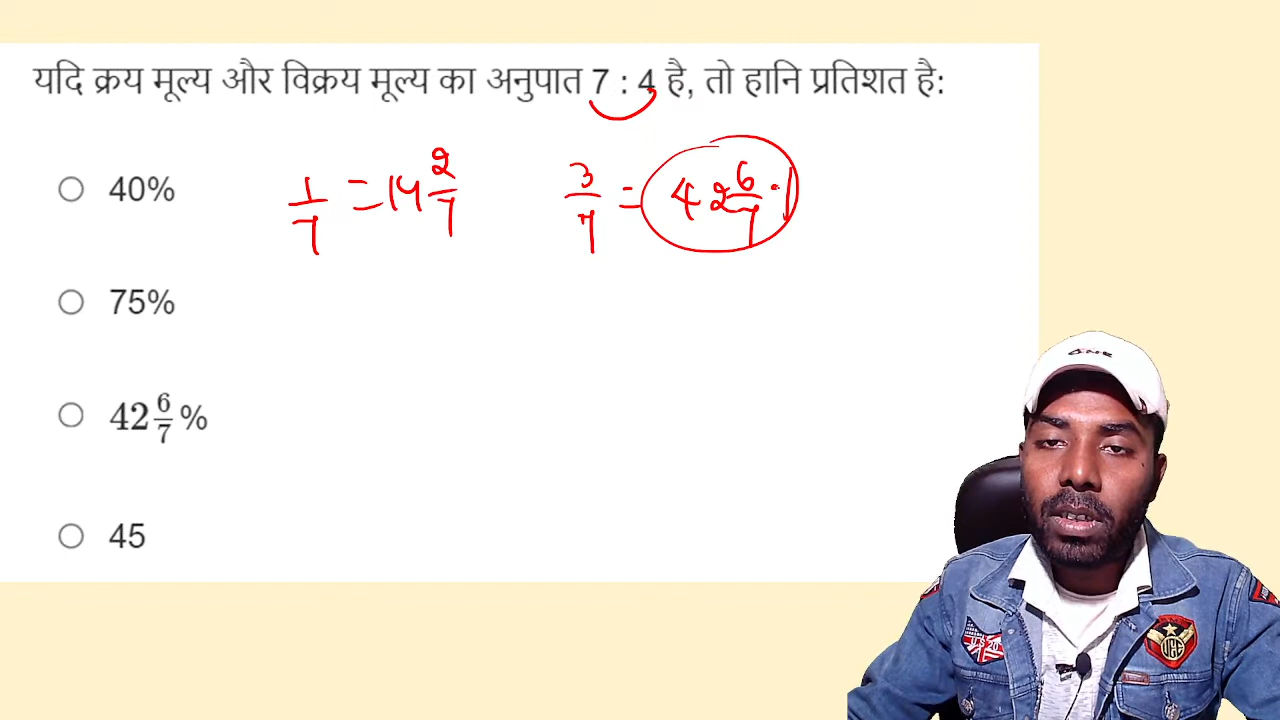 यदि क्रय मूल्य और विक्रय मूल्य का अनुपात 7 : 4 है, तो हानि प्रतिशत है:
1/7 = 14 2/7
3/7 = 42 6/7 %
40%
75%
42 6/7 %
45